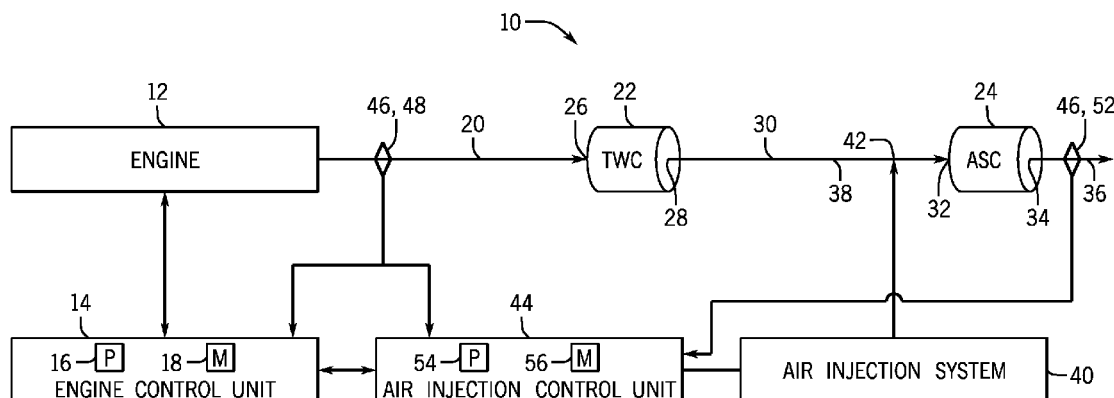 10
12
46, 48
20
26
22
30
42
24
46, 52
ENGINE
TWC
ASC
28
38
32
34
36
14
44
16 P
18 M
54 P
56 M
ENGINE CONTROL UNIT
AIR INJECTION CONTROL UNIT
AIR INJECTION SYSTEM
40